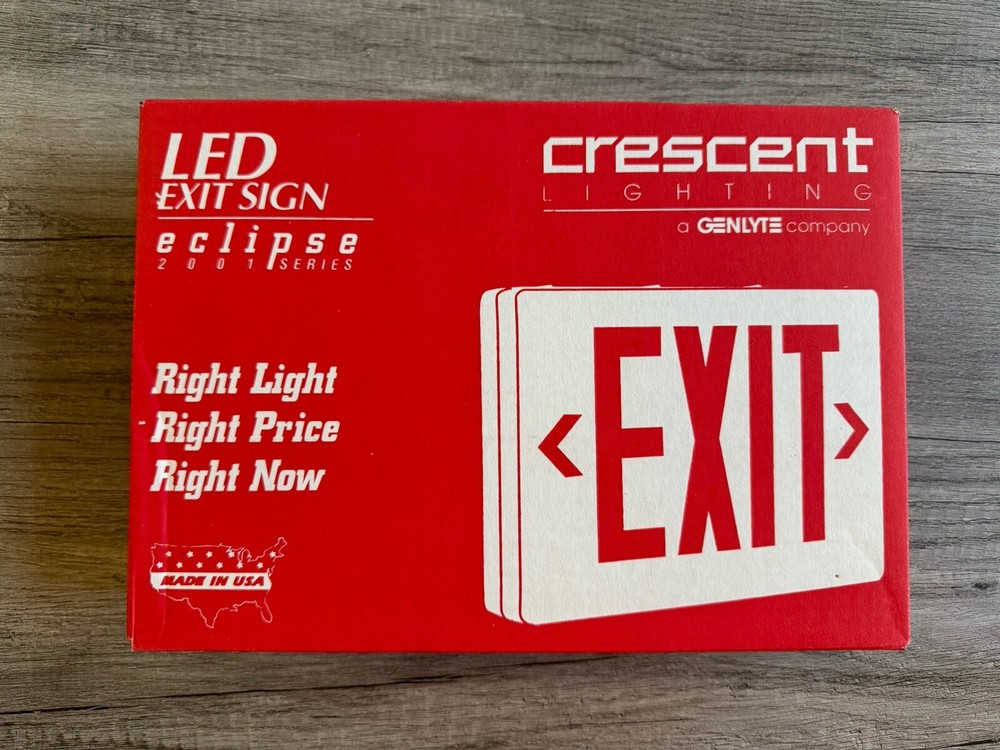 LED
EXIT SIGN
eclipse
2001 SERIES
crescent
LIGHTING
a GENLYTE company
Right Light
Right Price
Right Now
EXIT
MADE IN USA